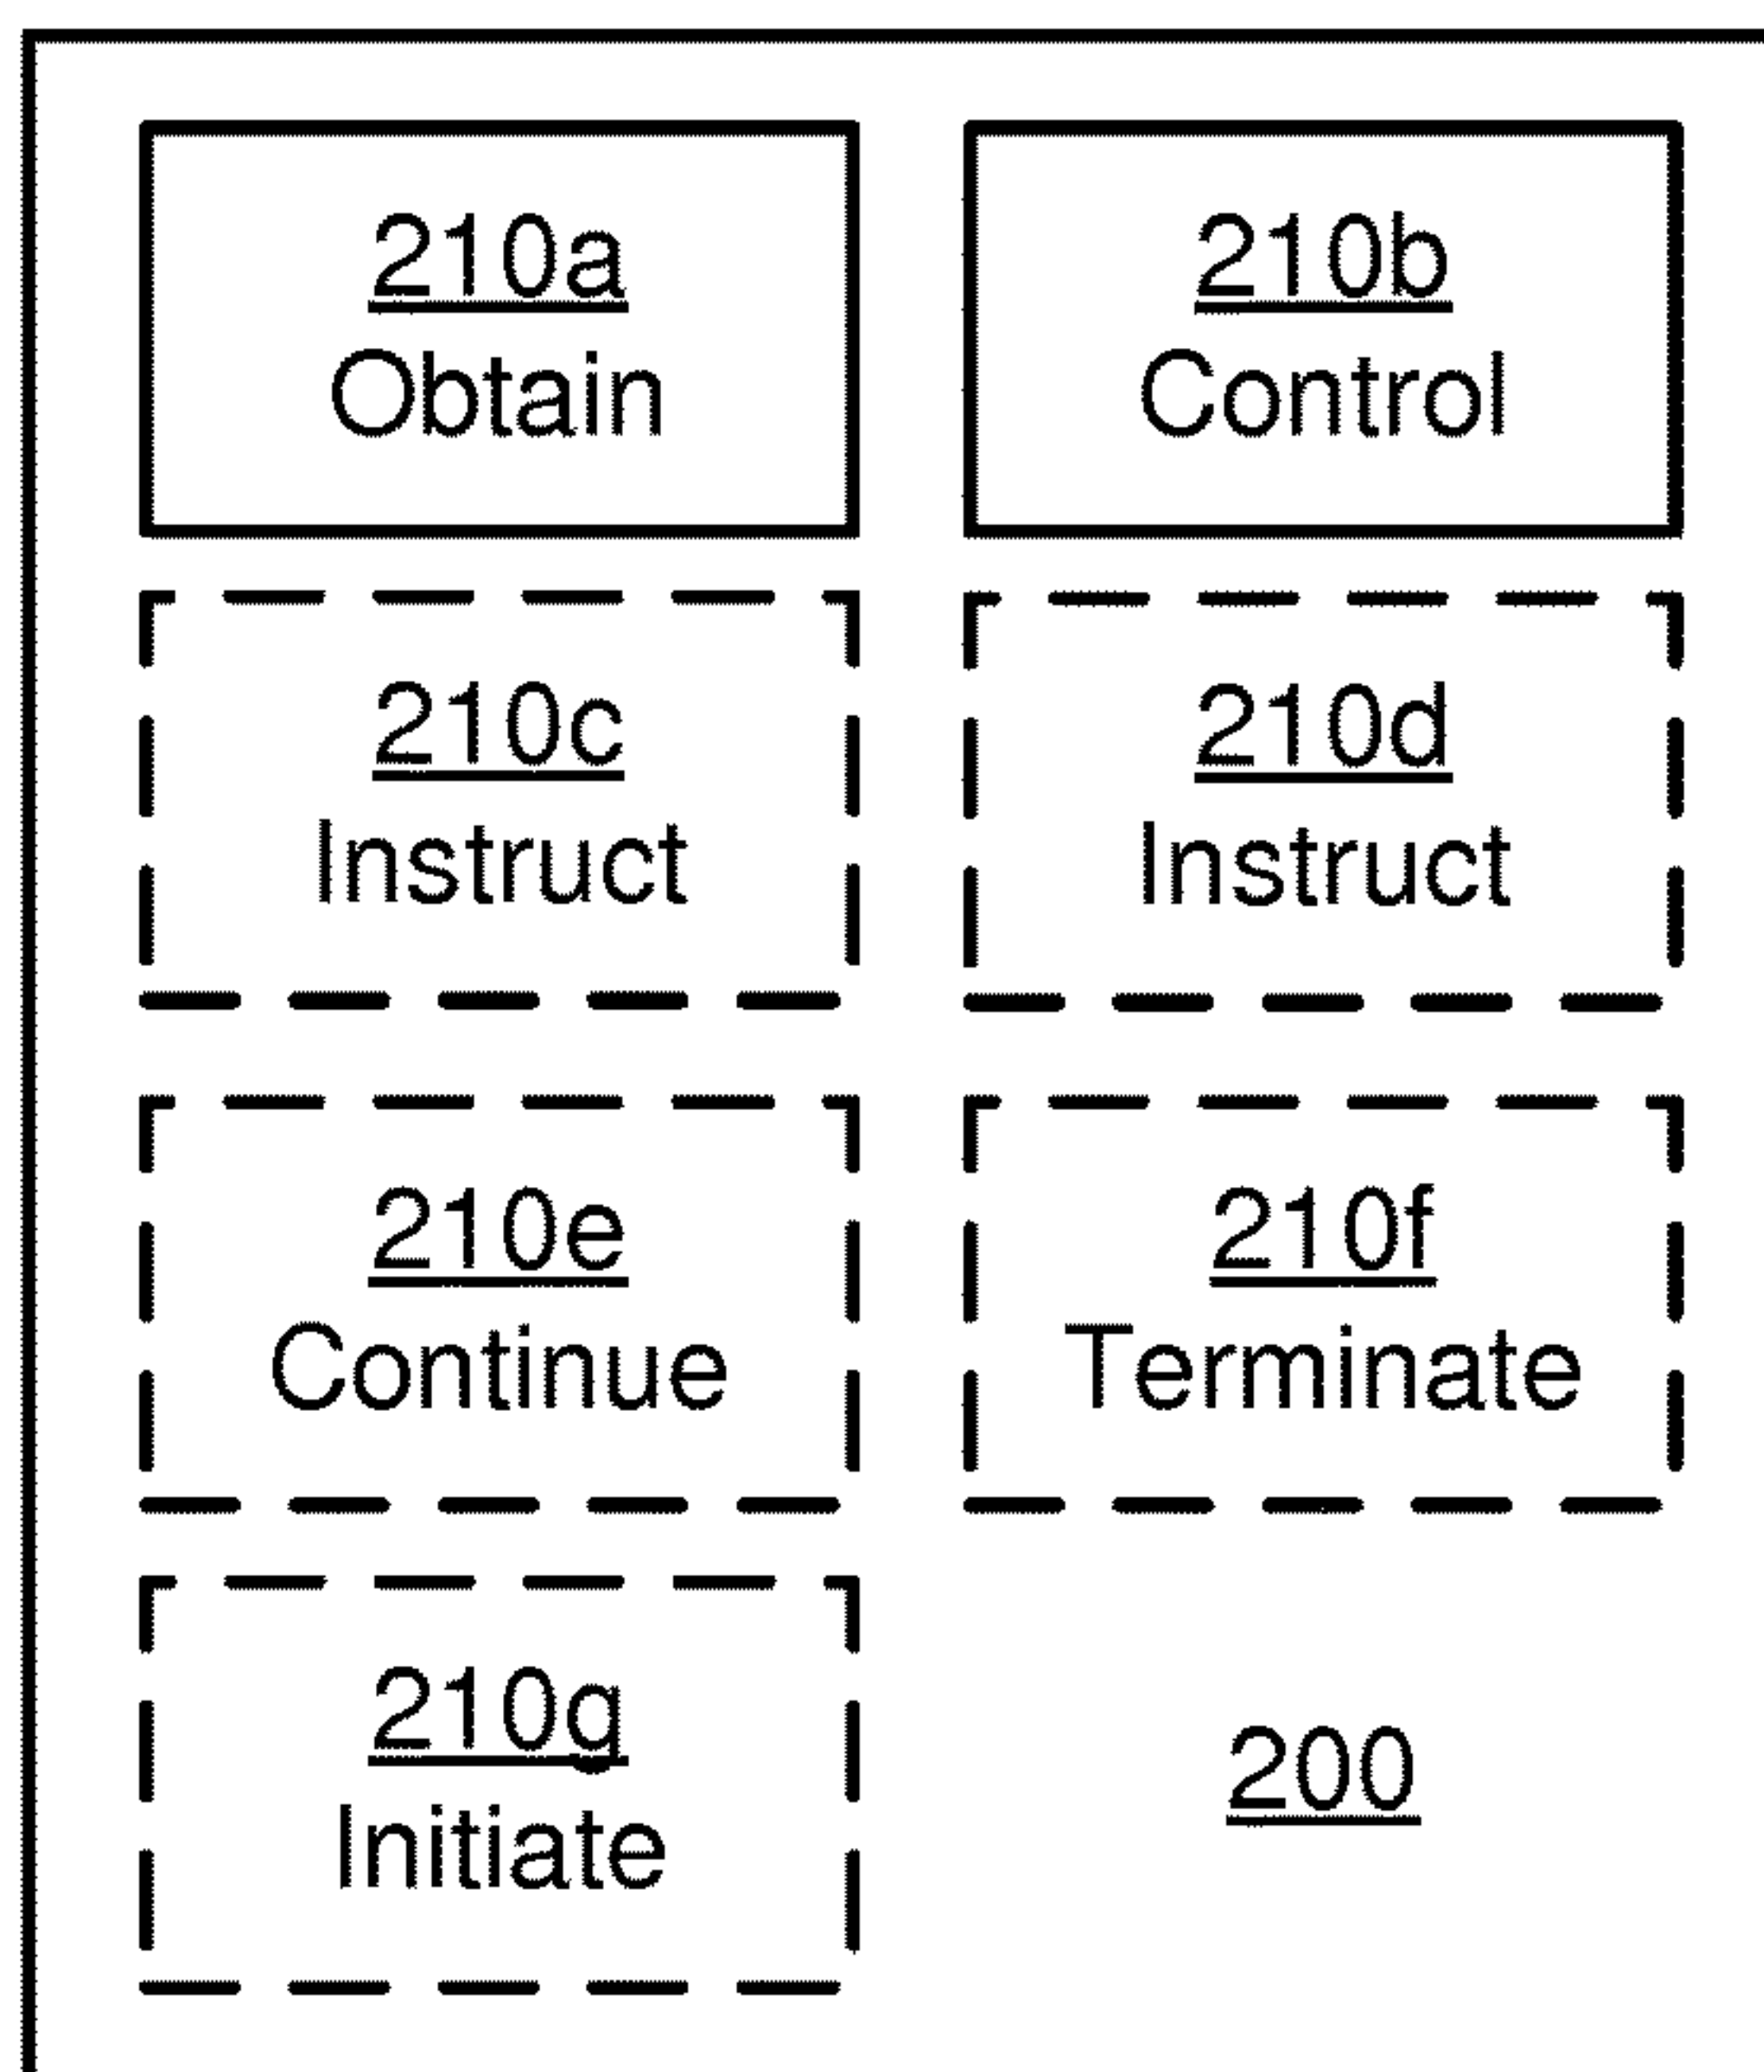 210a
Obtain
210b
Control
210c
Instruct
210d
Instruct
210e
Continue
210f
Terminate
210g
Initiate
200